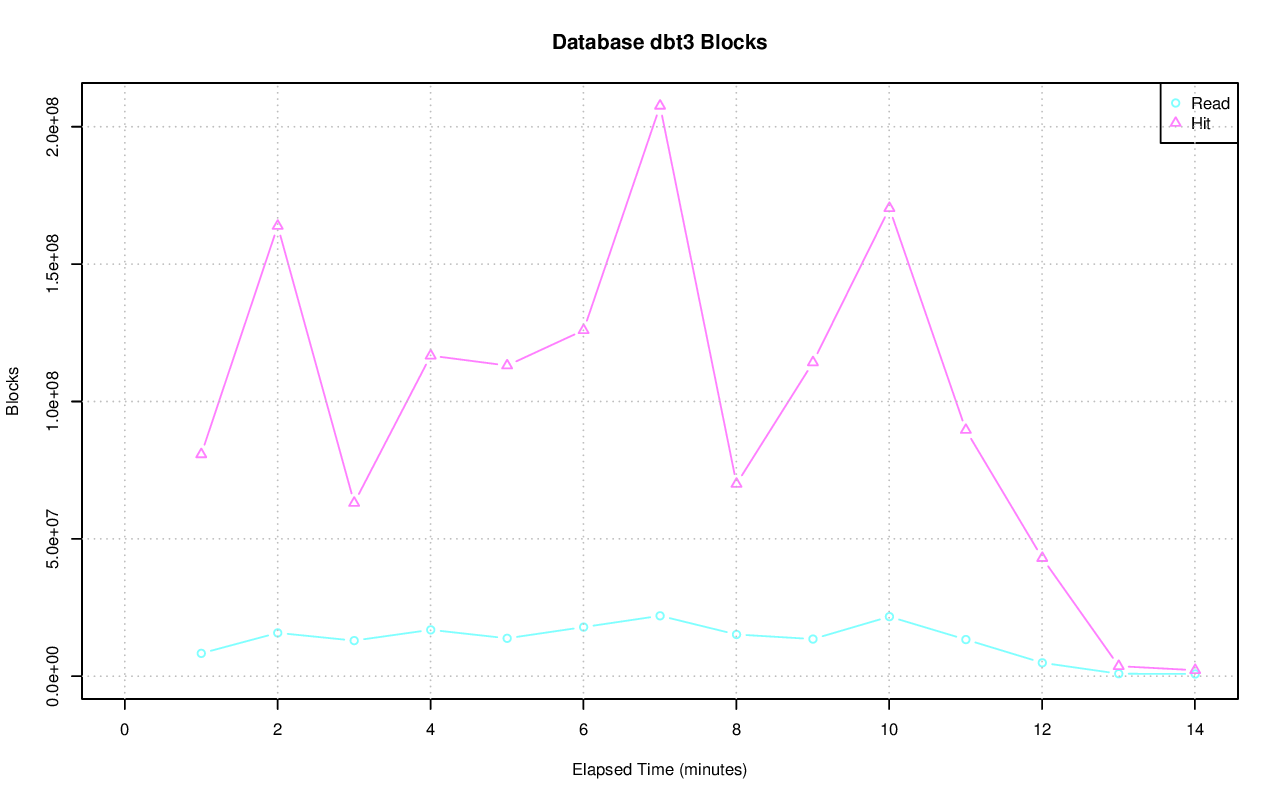 Database dbt3 Blocks
Read
Hit
2.0e+08
1.5e+08
1.0e+08
5.0e+07
0.0e+00
Blocks
0 2 4 6 8 10 12 14
Elapsed Time (minutes)